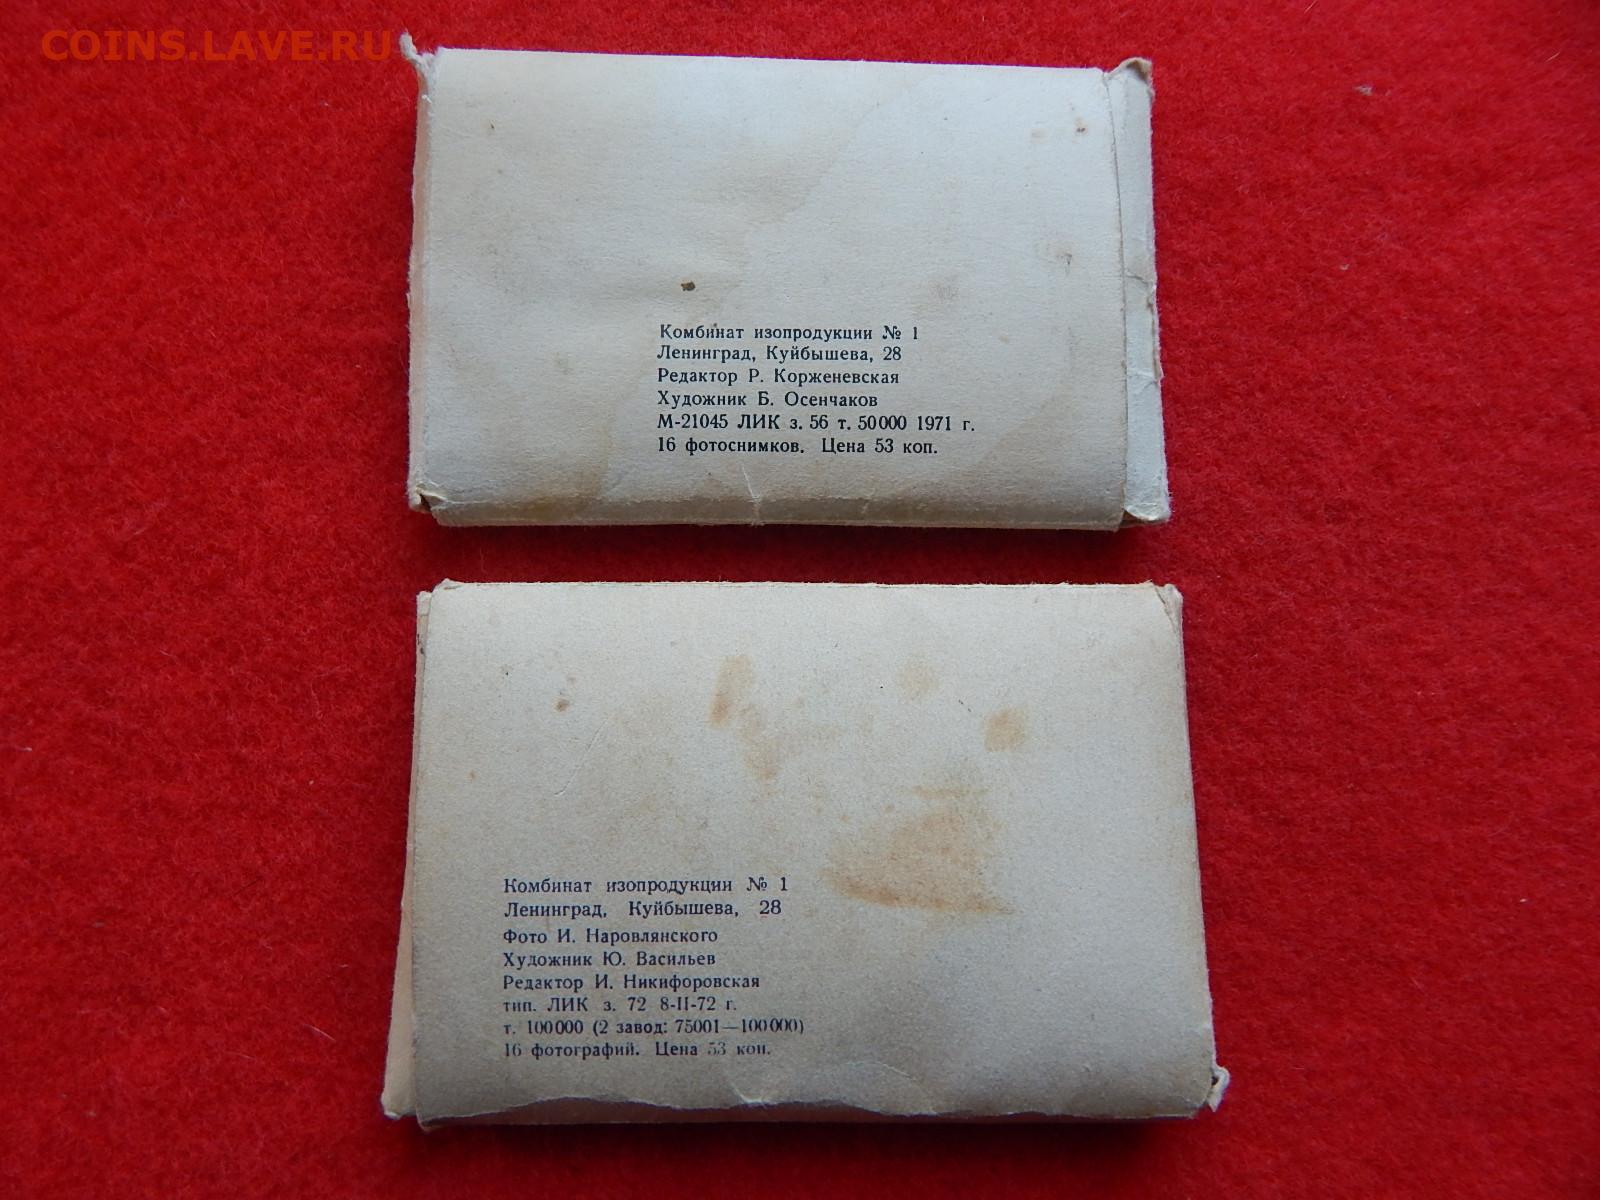 COINS.LAVE.RU
Комбинат изопродукции № 1
Ленинград, Куйбышева, 28
Редактор Р. Корженевская
Художник Б. Осенчаков
М-21045 ЛИК з. 56 т. 50000 1971 г.
16 фотоснимков. Цена 53 коп.
Комбинат изопродукции № 1
Ленинград, Куйбышева, 28
Фото И. Наровлянского
Художник Ю. Васильев
Редактор И. Никифоровская
тип. ЛИК з. 72 8-II-72 г.
т. 100000 (2 завод: 75001—100000)
16 фотографий. Цена 53 коп.